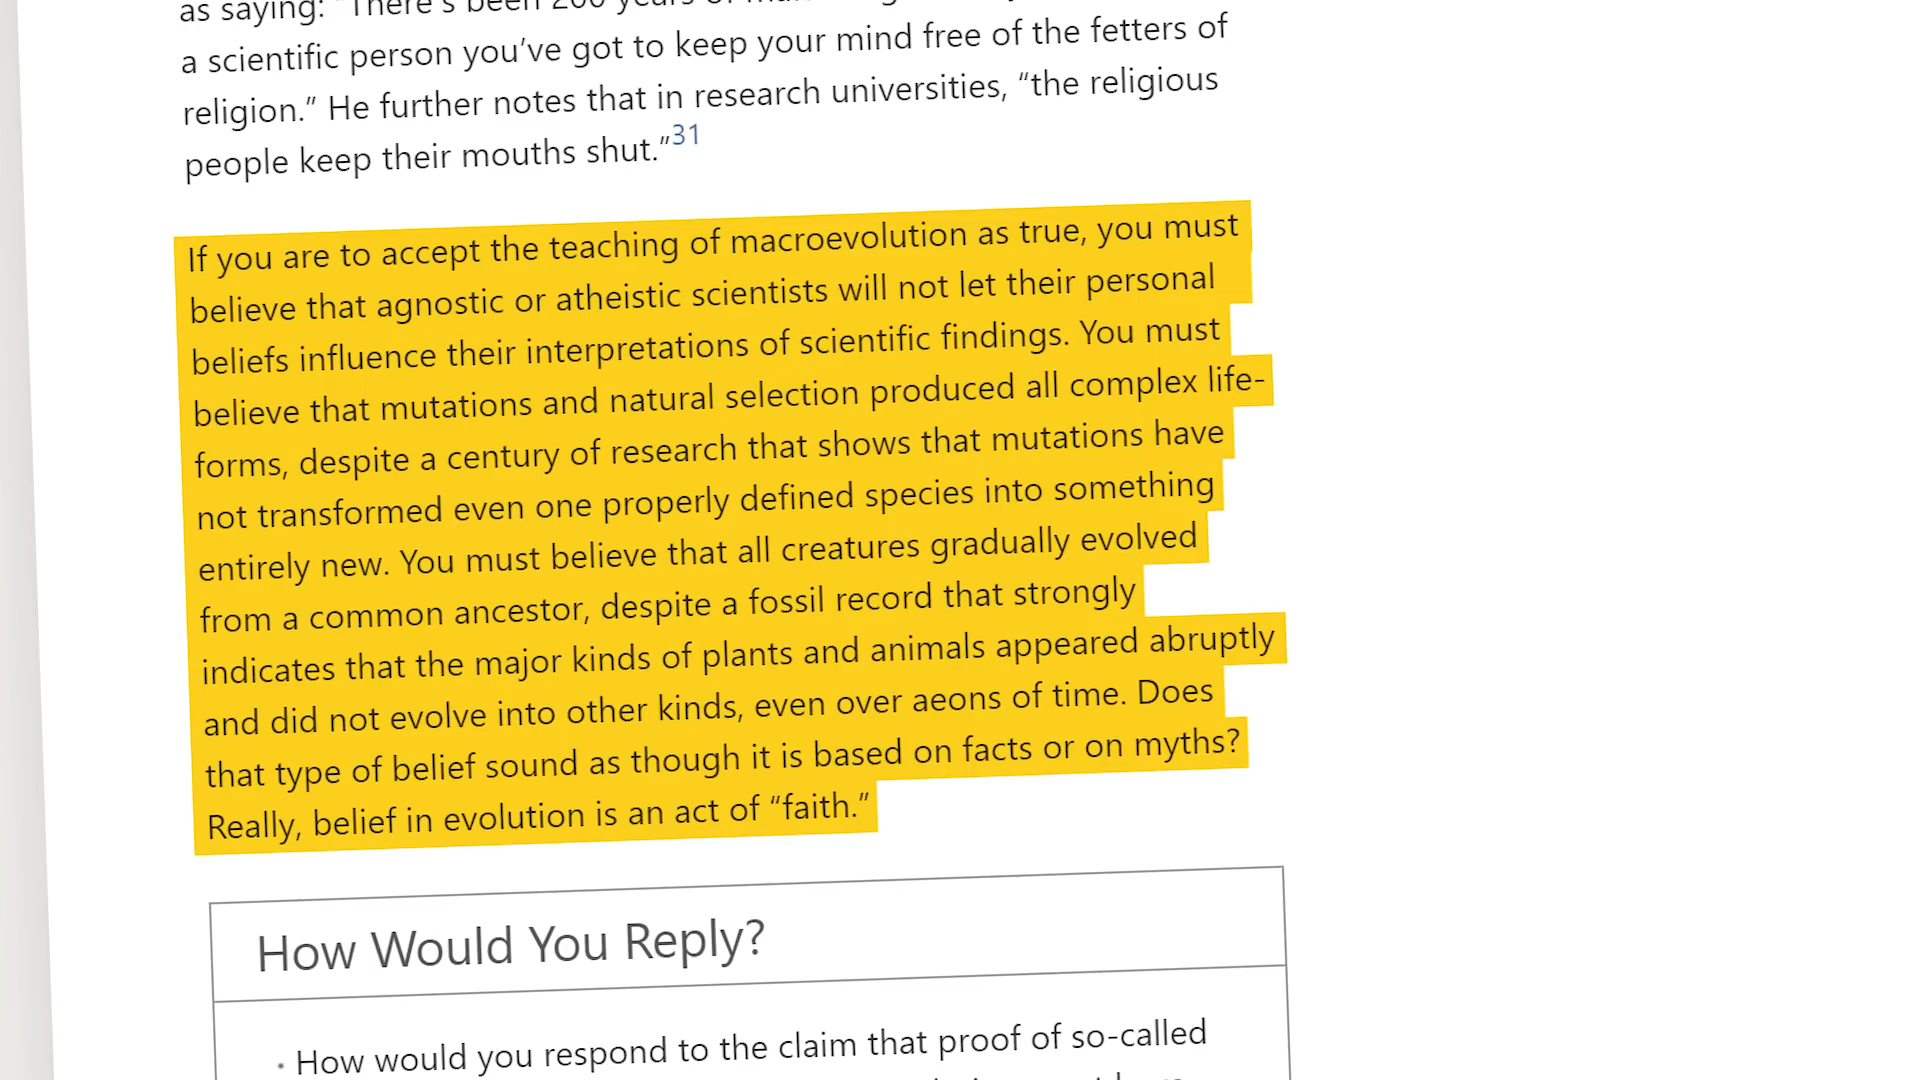 as saying: “There’s been 200 years of
a scientific person you’ve got to keep your mind free of the fetters of
religion.” He further notes that in research universities, “the religious
people keep their mouths shut.”31
If you are to accept the teaching of macroevolution as true, you must
believe that agnostic or atheistic scientists will not let their personal
beliefs influence their interpretations of scientific findings. You must
believe that mutations and natural selection produced all complex life-
forms, despite a century of research that shows that mutations have
not transformed even one properly defined species into something
entirely new. You must believe that all creatures gradually evolved
from a common ancestor, despite a fossil record that strongly
indicates that the major kinds of plants and animals appeared abruptly
and did not evolve into other kinds, even over aeons of time. Does
that type of belief sound as though it is based on facts or on myths?
Really, belief in evolution is an act of “faith.”
How Would You Reply?
· How would you respond to the claim that proof of so-called